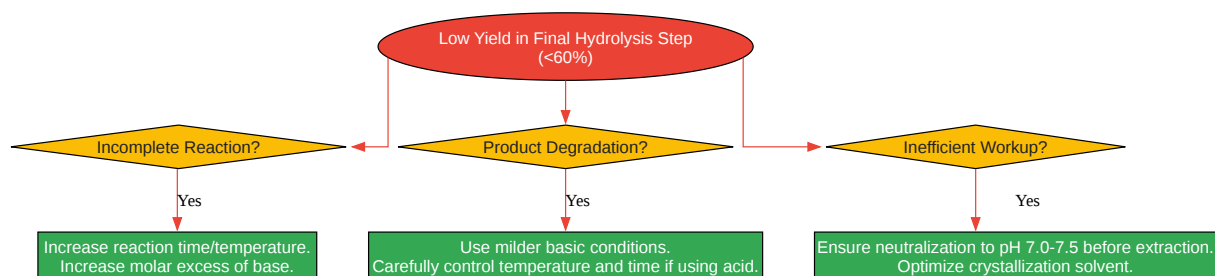 Low Yield in Final Hydrolysis Step
(<60%)
Incomplete Reaction?
Product Degradation?
Inefficient Workup?
Yes
Yes
Yes
Increase reaction time/temperature.
Increase molar excess of base.
Use milder basic conditions.
Carefully control temperature and time if using acid.
Ensure neutralization to pH 7.0-7.5 before extraction.
Optimize crystallization solvent.